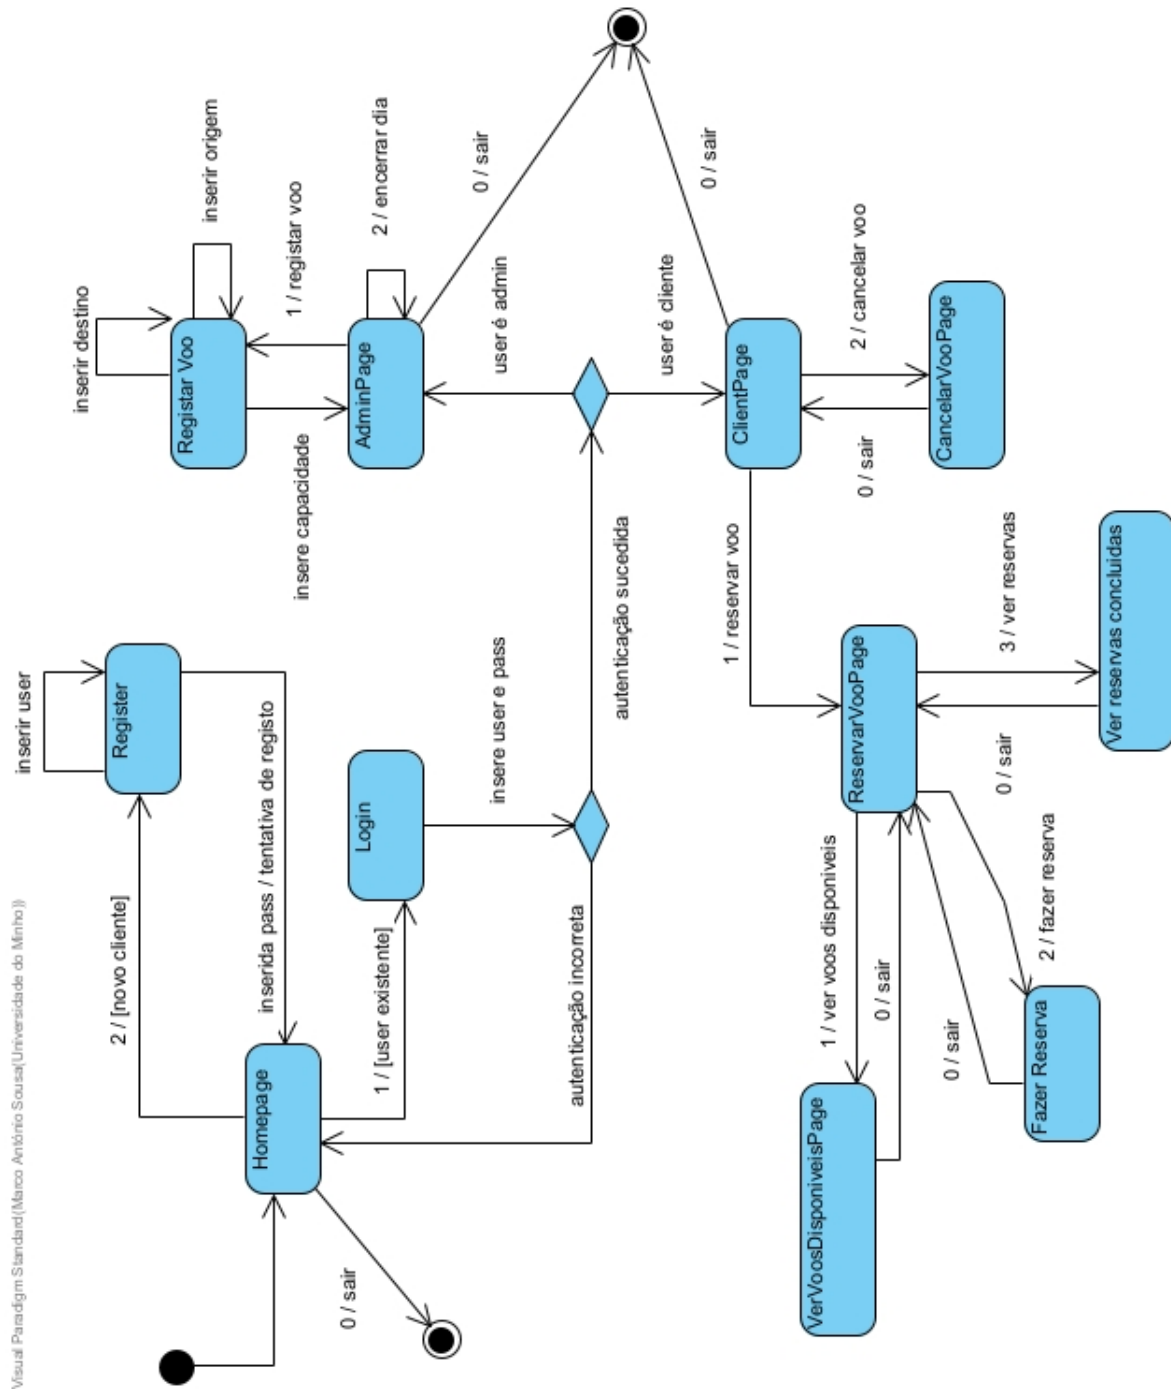 Visual Paradigm Standard(Marco António Sousa(Universidade do Minho))
inserir user
Register
2 / [novo cliente]
inserida pass / tentativa de registo
Homepage
0 / sair
1 / [user existente]
Login
insere user e pass
autenticação incorreta
autenticação sucedida
inserir destino
inserir origem
Registar Voo
insere capacidade
1 / registar voo
AdminPage
2 / encerrar dia
0 / sair
user é admin
user é cliente
0 / sair
ClientPage
2 / cancelar voo
0 / sair
CancelarVooPage
1 / reservar voo
ReservarVooPage
3 / ver reservas
0 / sair
Ver reservas concluidas
1 / ver voos disponiveis
0 / sair
VerVoosDisponiveisPage
2 / fazer reserva
0 / sair
Fazer Reserva